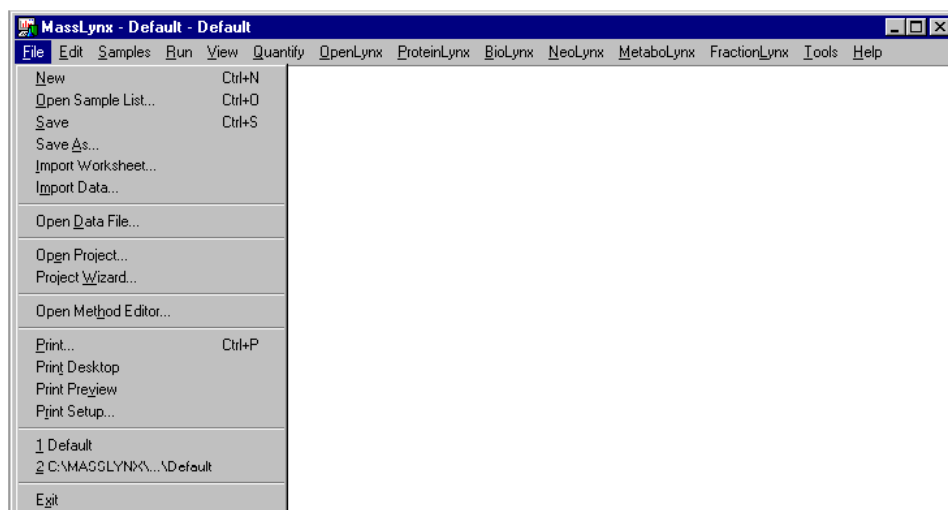 MassLynx - Default - Default
File Edit Samples Run View Quantify OpenLynx ProteinLynx BioLynx NeoLynx MetaboLynx FractionLynx Tools Help
New Ctrl+N
Open Sample List... Ctrl+O
Save Ctrl+S
Save As...
Import Worksheet...
Import Data...
Open Data File...
Open Project...
Project Wizard...
Open Method Editor...
Print... Ctrl+P
Print Desktop
Print Preview
Print Setup...
1 Default
2 C:\MASSLYNX\...\Default
Exit